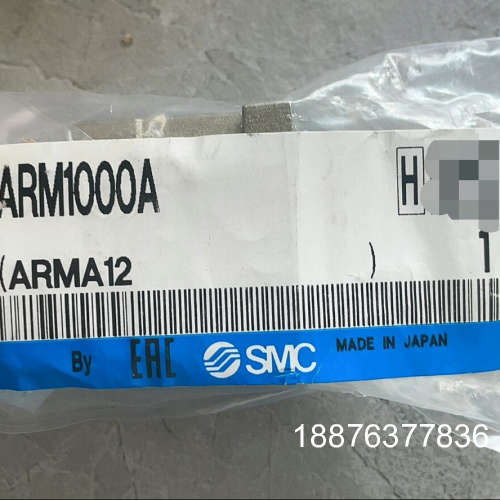 ARM1000A
H
(ARMA12 ) 1
By EAC SMC MADE IN JAPAN
18876377836